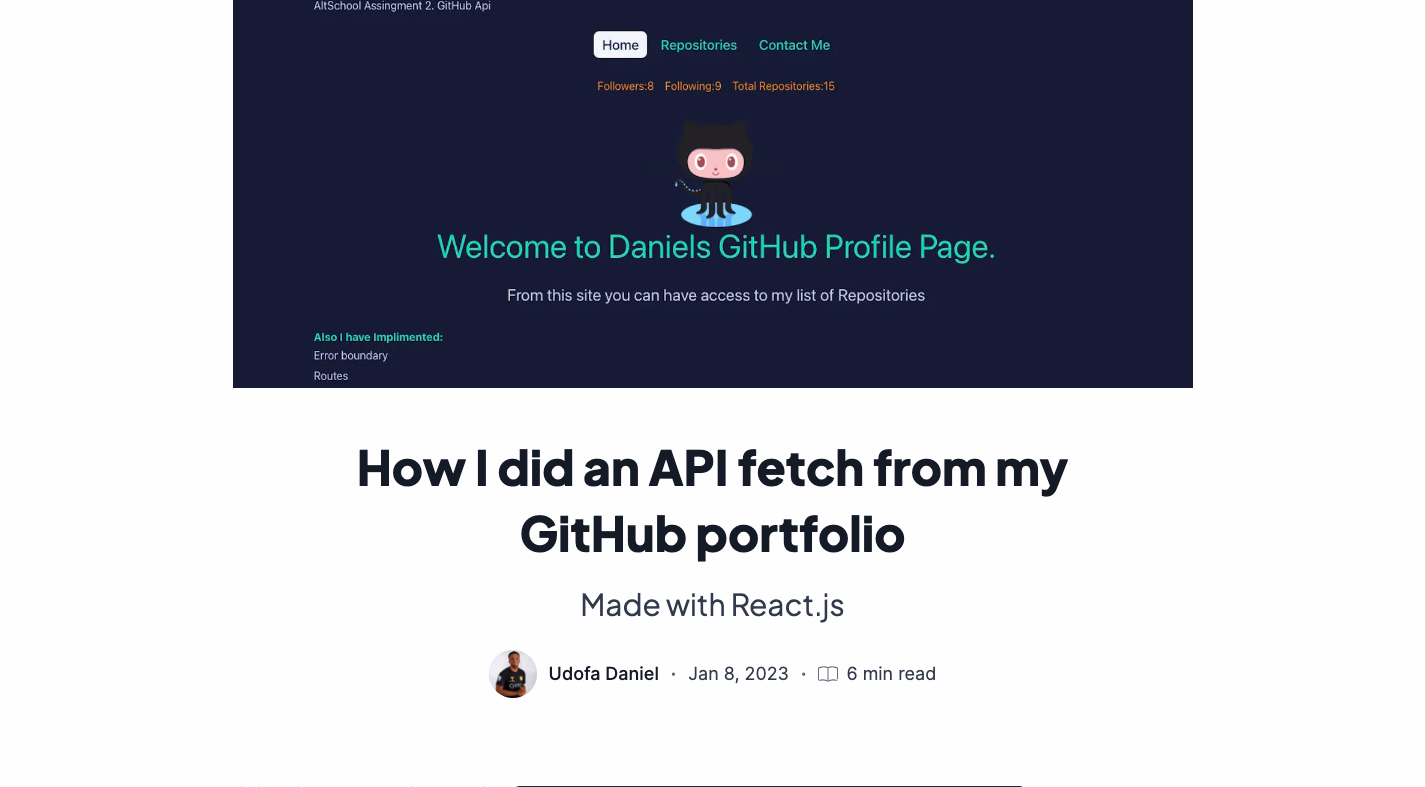 AltSchool Assingment 2. GitHub Api
Home Repositories Contact Me
Followers:8 Following:9 Total Repositories:15
Welcome to Daniels GitHub Profile Page.
From this site you can have access to my list of Repositories
Also I have Implimented:
Error boundary
Routes
How I did an API fetch from my
GitHub portfolio
Made with React.js
Udofa Daniel · Jan 8, 2023 · 6 min read